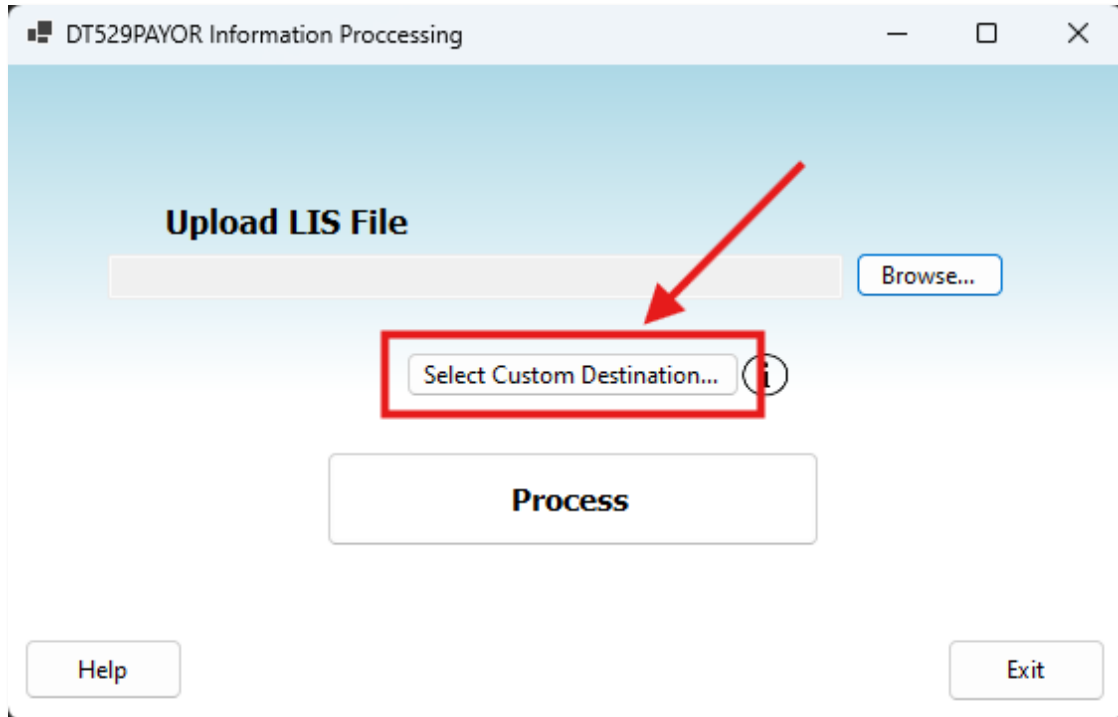 DT529PAYOR Information Proccessing
Upload LIS File
Browse...
Select Custom Destination...
i
Process
Help
Exit